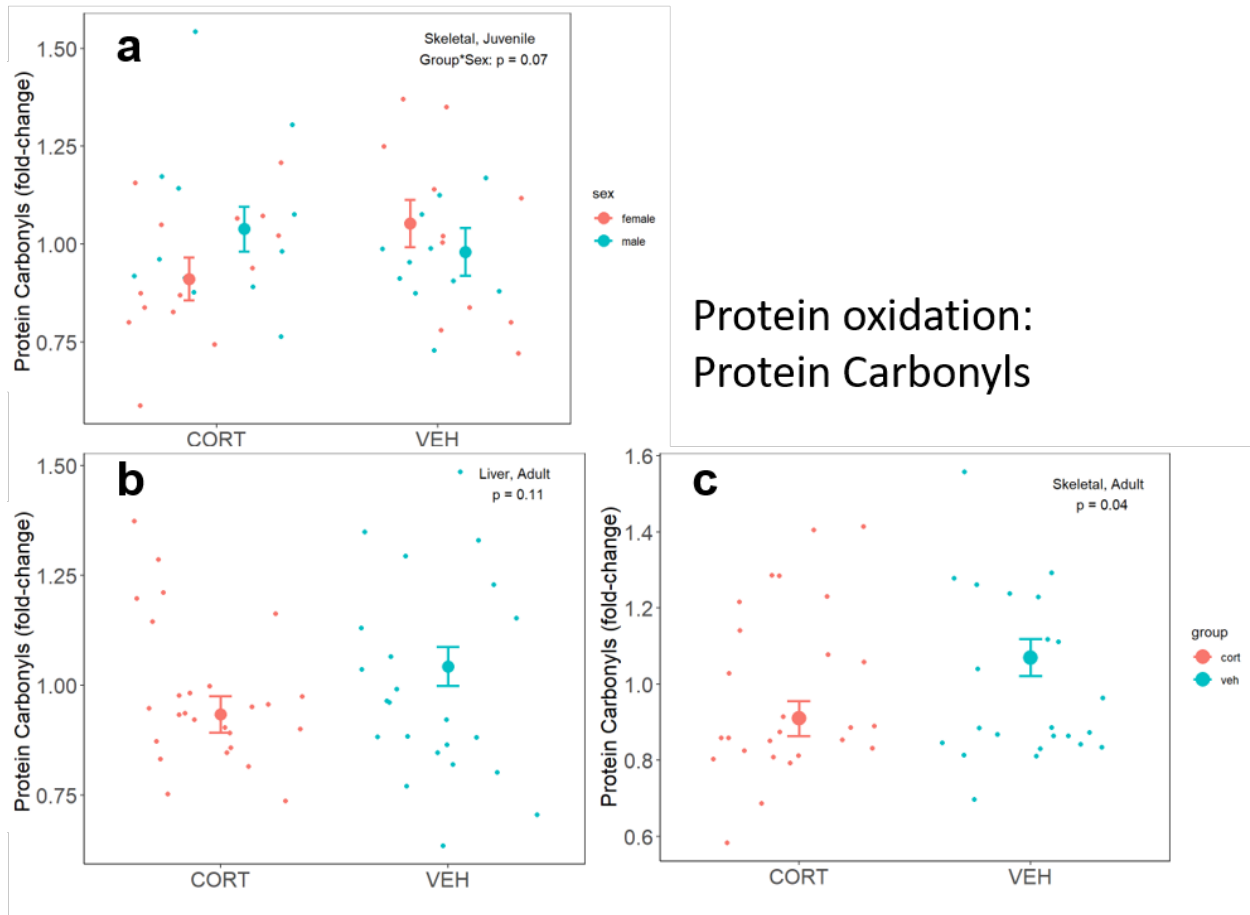 a
Skeletal, Juvenile
Group*Sex: p = 0.07
Protein Carbonyls (fold-change)
1.50
1.25
1.00
0.75
CORT
VEH
sex
female
male
Protein oxidation:
Protein Carbonyls
b
Liver, Adult
p = 0.11
Protein Carbonyls (fold-change)
1.50
1.25
1.00
0.75
CORT
VEH
c
Skeletal, Adult
p = 0.04
Protein Carbonyls (fold-change)
1.6
1.4
1.2
1.0
0.8
0.6
CORT
VEH
group
cort
veh